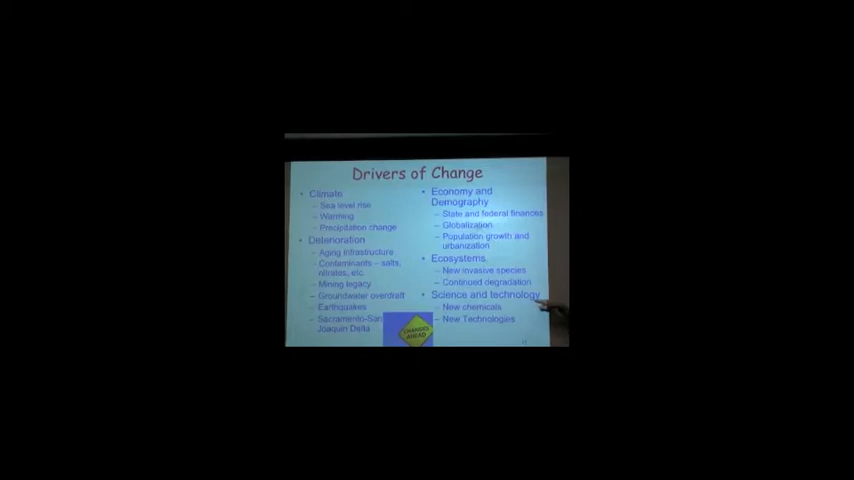 Drivers of Change
• Climate
– Sea level rise
– Warming
– Precipitation change
• Deterioration
– Aging infrastructure
– Contaminants – salts,
nitrates, etc.
– Mining legacy
– Groundwater overdraft
– Earthquakes
– Sacramento-San
Joaquin Delta
• Economy and
Demography
– State and federal finances
– Globalization
– Population growth and
urbanization
• Ecosystems
– New invasive species
– Continued degradation
• Science and technology
– New chemicals
– New Technologies
CHANGES
AHEAD